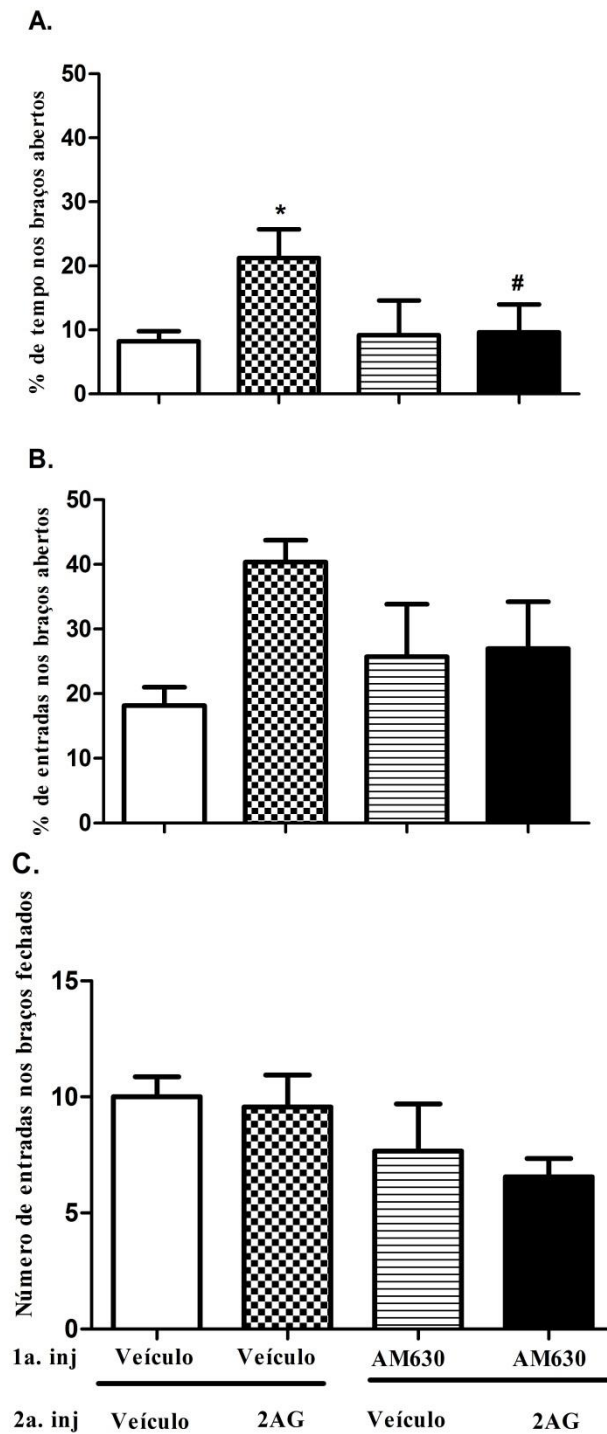 A.
% de tempo nos braços abertos
50
40
30
20
10
0
*
#
B.
% de entradas nos braços abertos
50
40
30
20
10
0
C.
Número de entradas nos braços fechados
15
10
5
0
1a. inj Veículo Veículo AM630 AM630
2a. inj Veículo 2AG Veículo 2AG